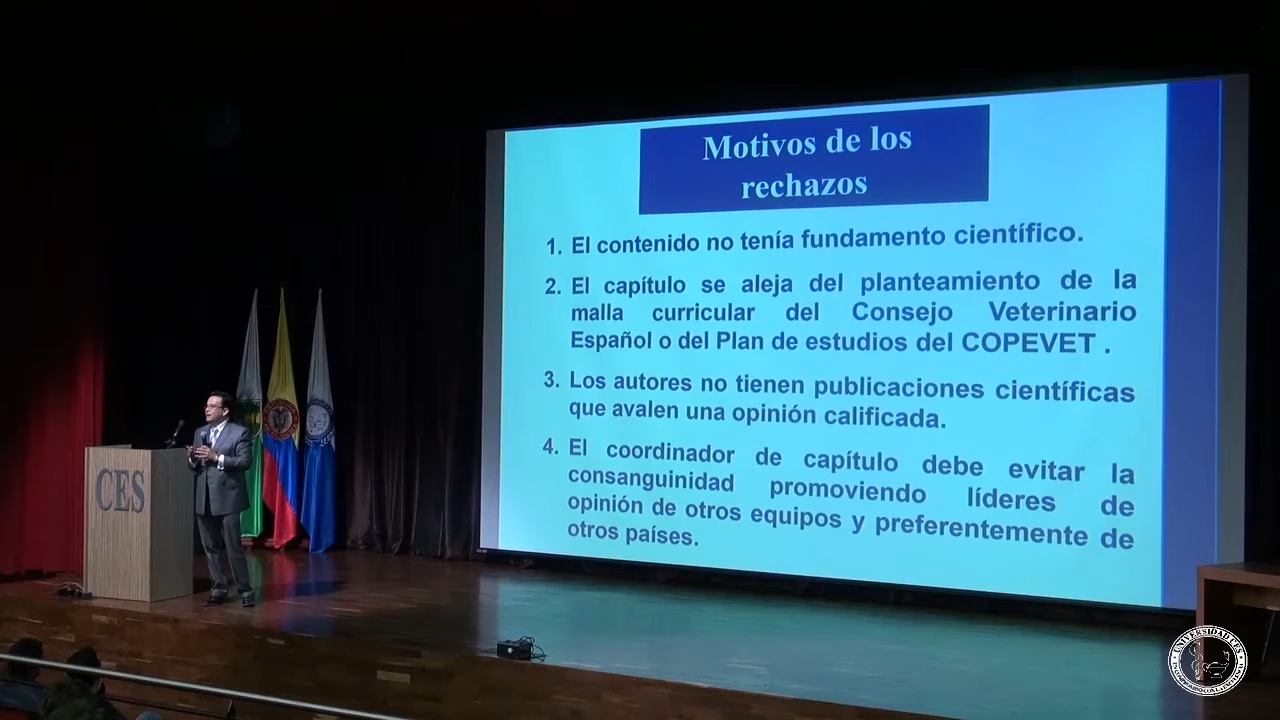 Motivos de los
rechazos
1. El contenido no tenía fundamento científico.
2. El capítulo se aleja del planteamiento de la
malla curricular del Consejo Veterinario
Español o del Plan de estudios del COPEVET .
3. Los autores no tienen publicaciones científicas
que avalen una opinión calificada.
4. El coordinador de capítulo debe evitar la
consanguinidad promoviendo líderes de
opinión de otros equipos y preferentemente de
otros países.
CES
UNIVERSIDAD CES